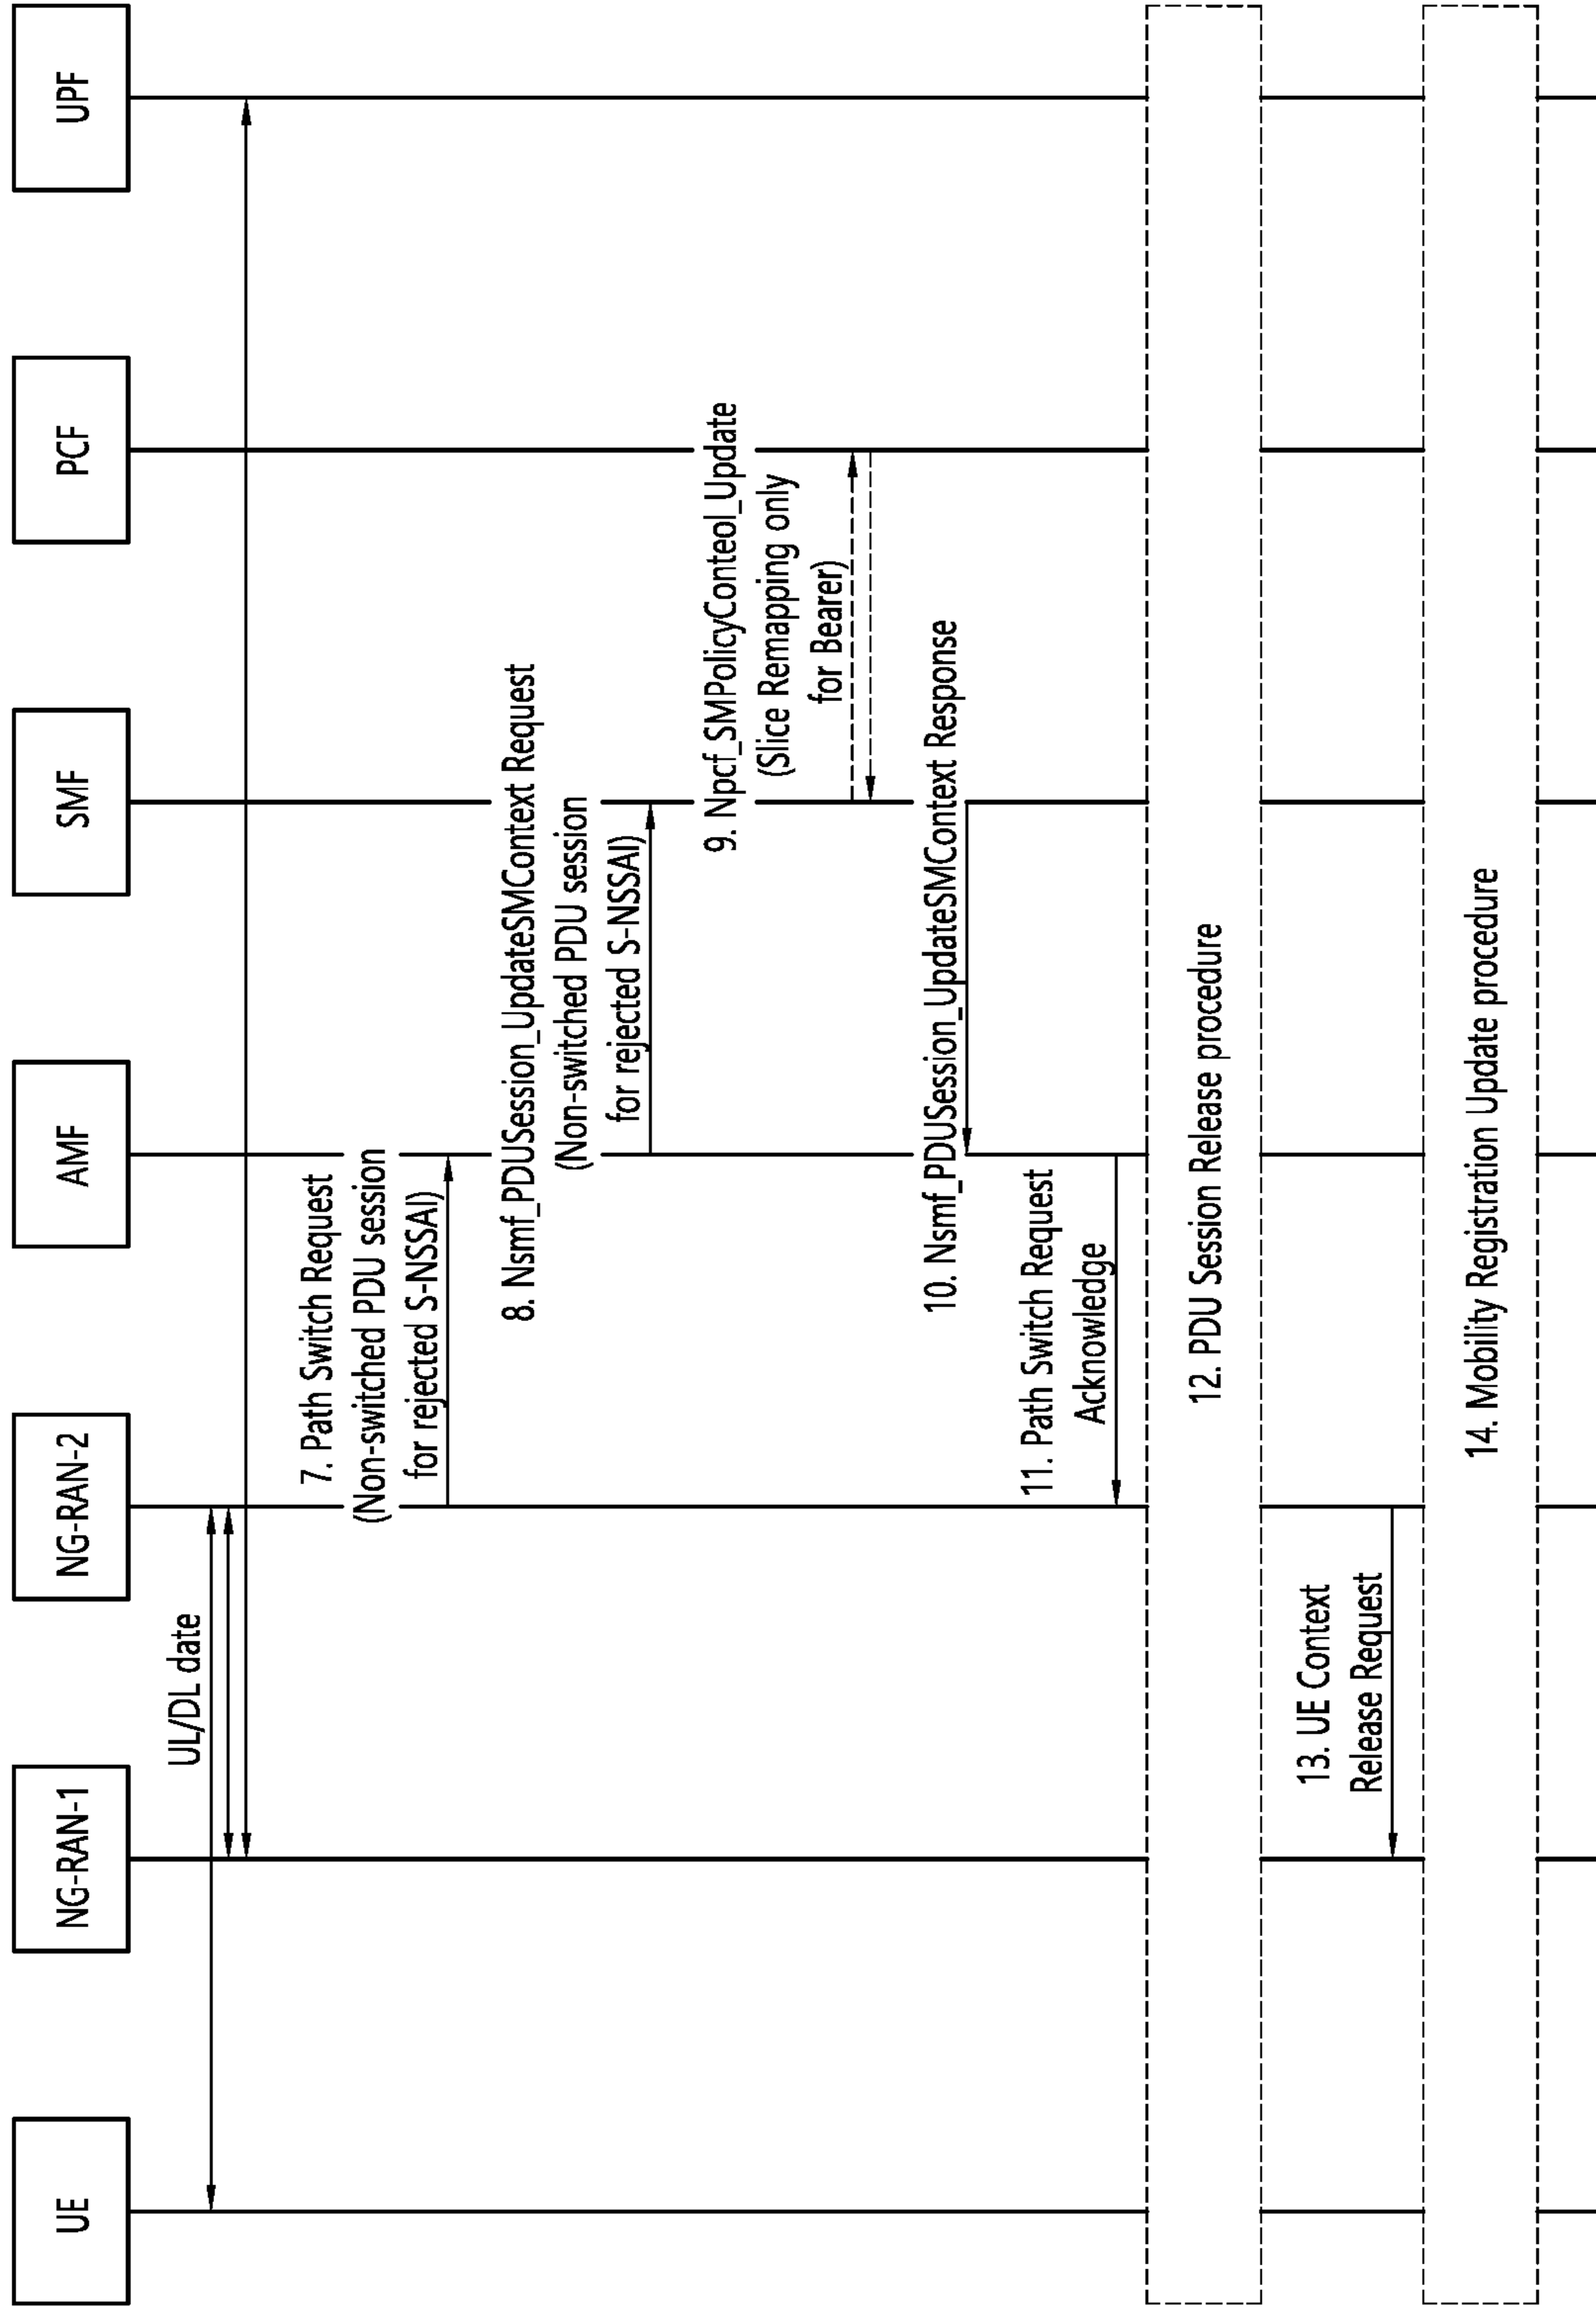 UE
NG-RAN-1
NG-RAN-2
AMF
SMF
PCF
UPF
UL/DL date
7. Path Switch Request
(Non-switched PDU session
for rejected S-NSSAI)
8. Nsmf_PDUSession_UpdateSMContext Request
(Non-switched PDU session
for rejected S-NSSAI)
9. Npcf_SMPolicyConteol_Update
(Slice Remapping only
for Bearer)
10. Nsmf_PDUSession_UpdateSMContext Response
11. Path Switch Request
Acknowledge
12. PDU Session Release procedure
13. UE Context
Release Request
14. Mobility Registration Update procedure